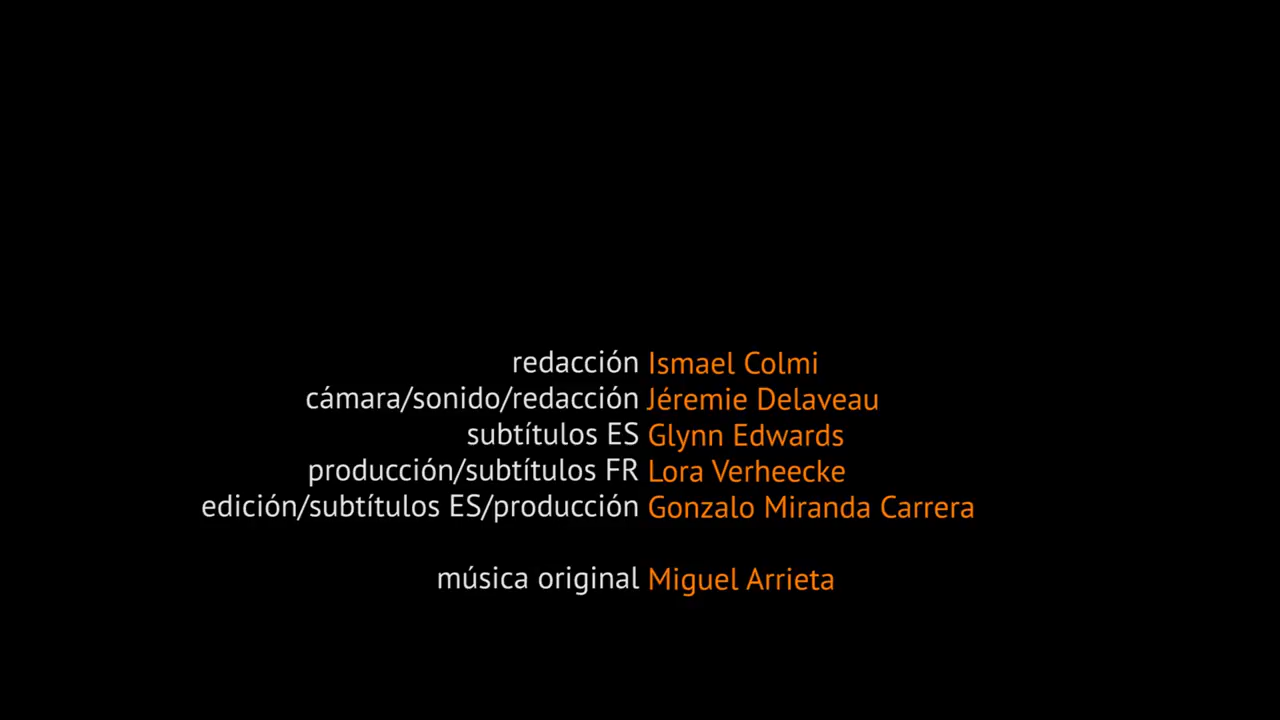 redacción Ismael Colmi
cámara/sonido/redacción Jéremie Delaveau
subtítulos ES Glynn Edwards
producción/subtítulos FR Lora Verheecke
edición/subtítulos ES/producción Gonzalo Miranda Carrera
música original Miguel Arrieta